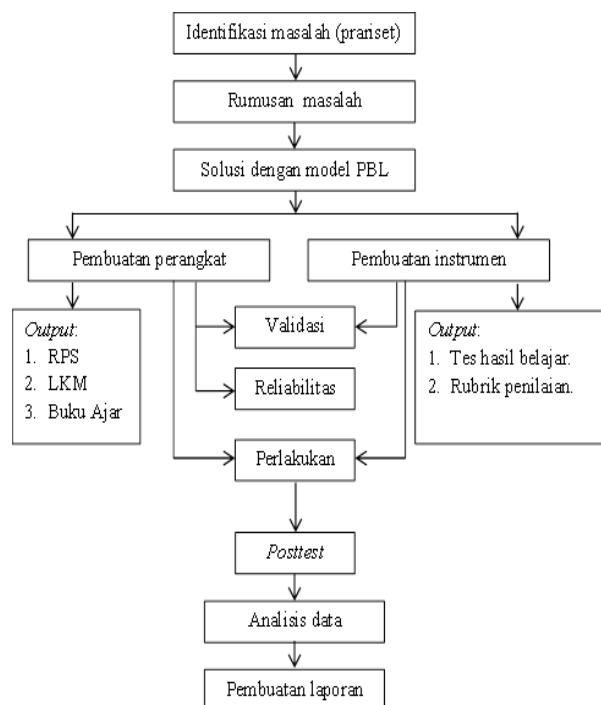 Identifikasi masalah (prariset)
Rumusan masalah
Solusi dengan model PBL
Pembuatan perangkat
Pembuatan instrumen
Output:
1. RPS
2. LKM
3. Buku Ajar
Validasi
Reliabilitas
Output:
1. Tes hasil belajar.
2. Rubrik penilaian.
Perlakukan
Posttest
Analisis data
Pembuatan laporan